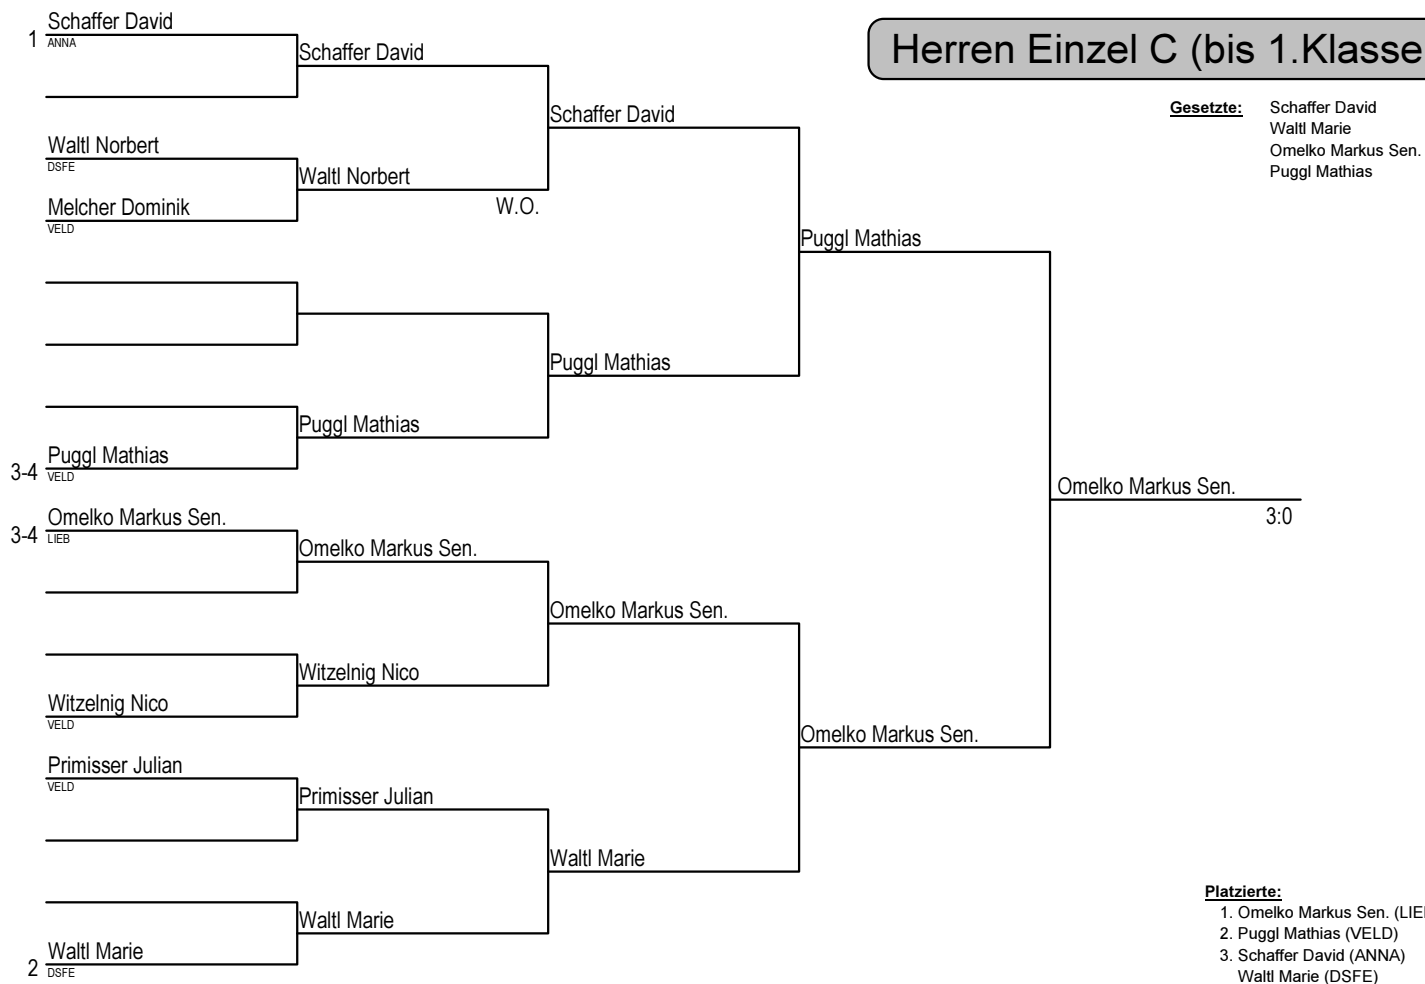 Herren Einzel C (bis 1.Klasse
Gesetzte: Schaffer David
Waltl Marie
Omelko Markus Sen.
Puggl Mathias
1 Schaffer David
ANNA
Schaffer David
Schaffer David
Waltl Norbert
DSFE
Waltl Norbert
W.O.
Melcher Dominik
VELD
Puggl Mathias
Puggl Mathias
Puggl Mathias
3-4 Puggl Mathias
VELD
Omelko Markus Sen.
3:0
3-4 Omelko Markus Sen.
LIEB
Omelko Markus Sen.
Omelko Markus Sen.
Witzelnig Nico
Witzelnig Nico
VELD
Omelko Markus Sen.
Primisser Julian
VELD
Primisser Julian
Waltl Marie
Waltl Marie
2 Waltl Marie
DSFE
Platzierte:
1. Omelko Markus Sen. (LIE
2. Puggl Mathias (VELD)
3. Schaffer David (ANNA)
Waltl Marie (DSFE)